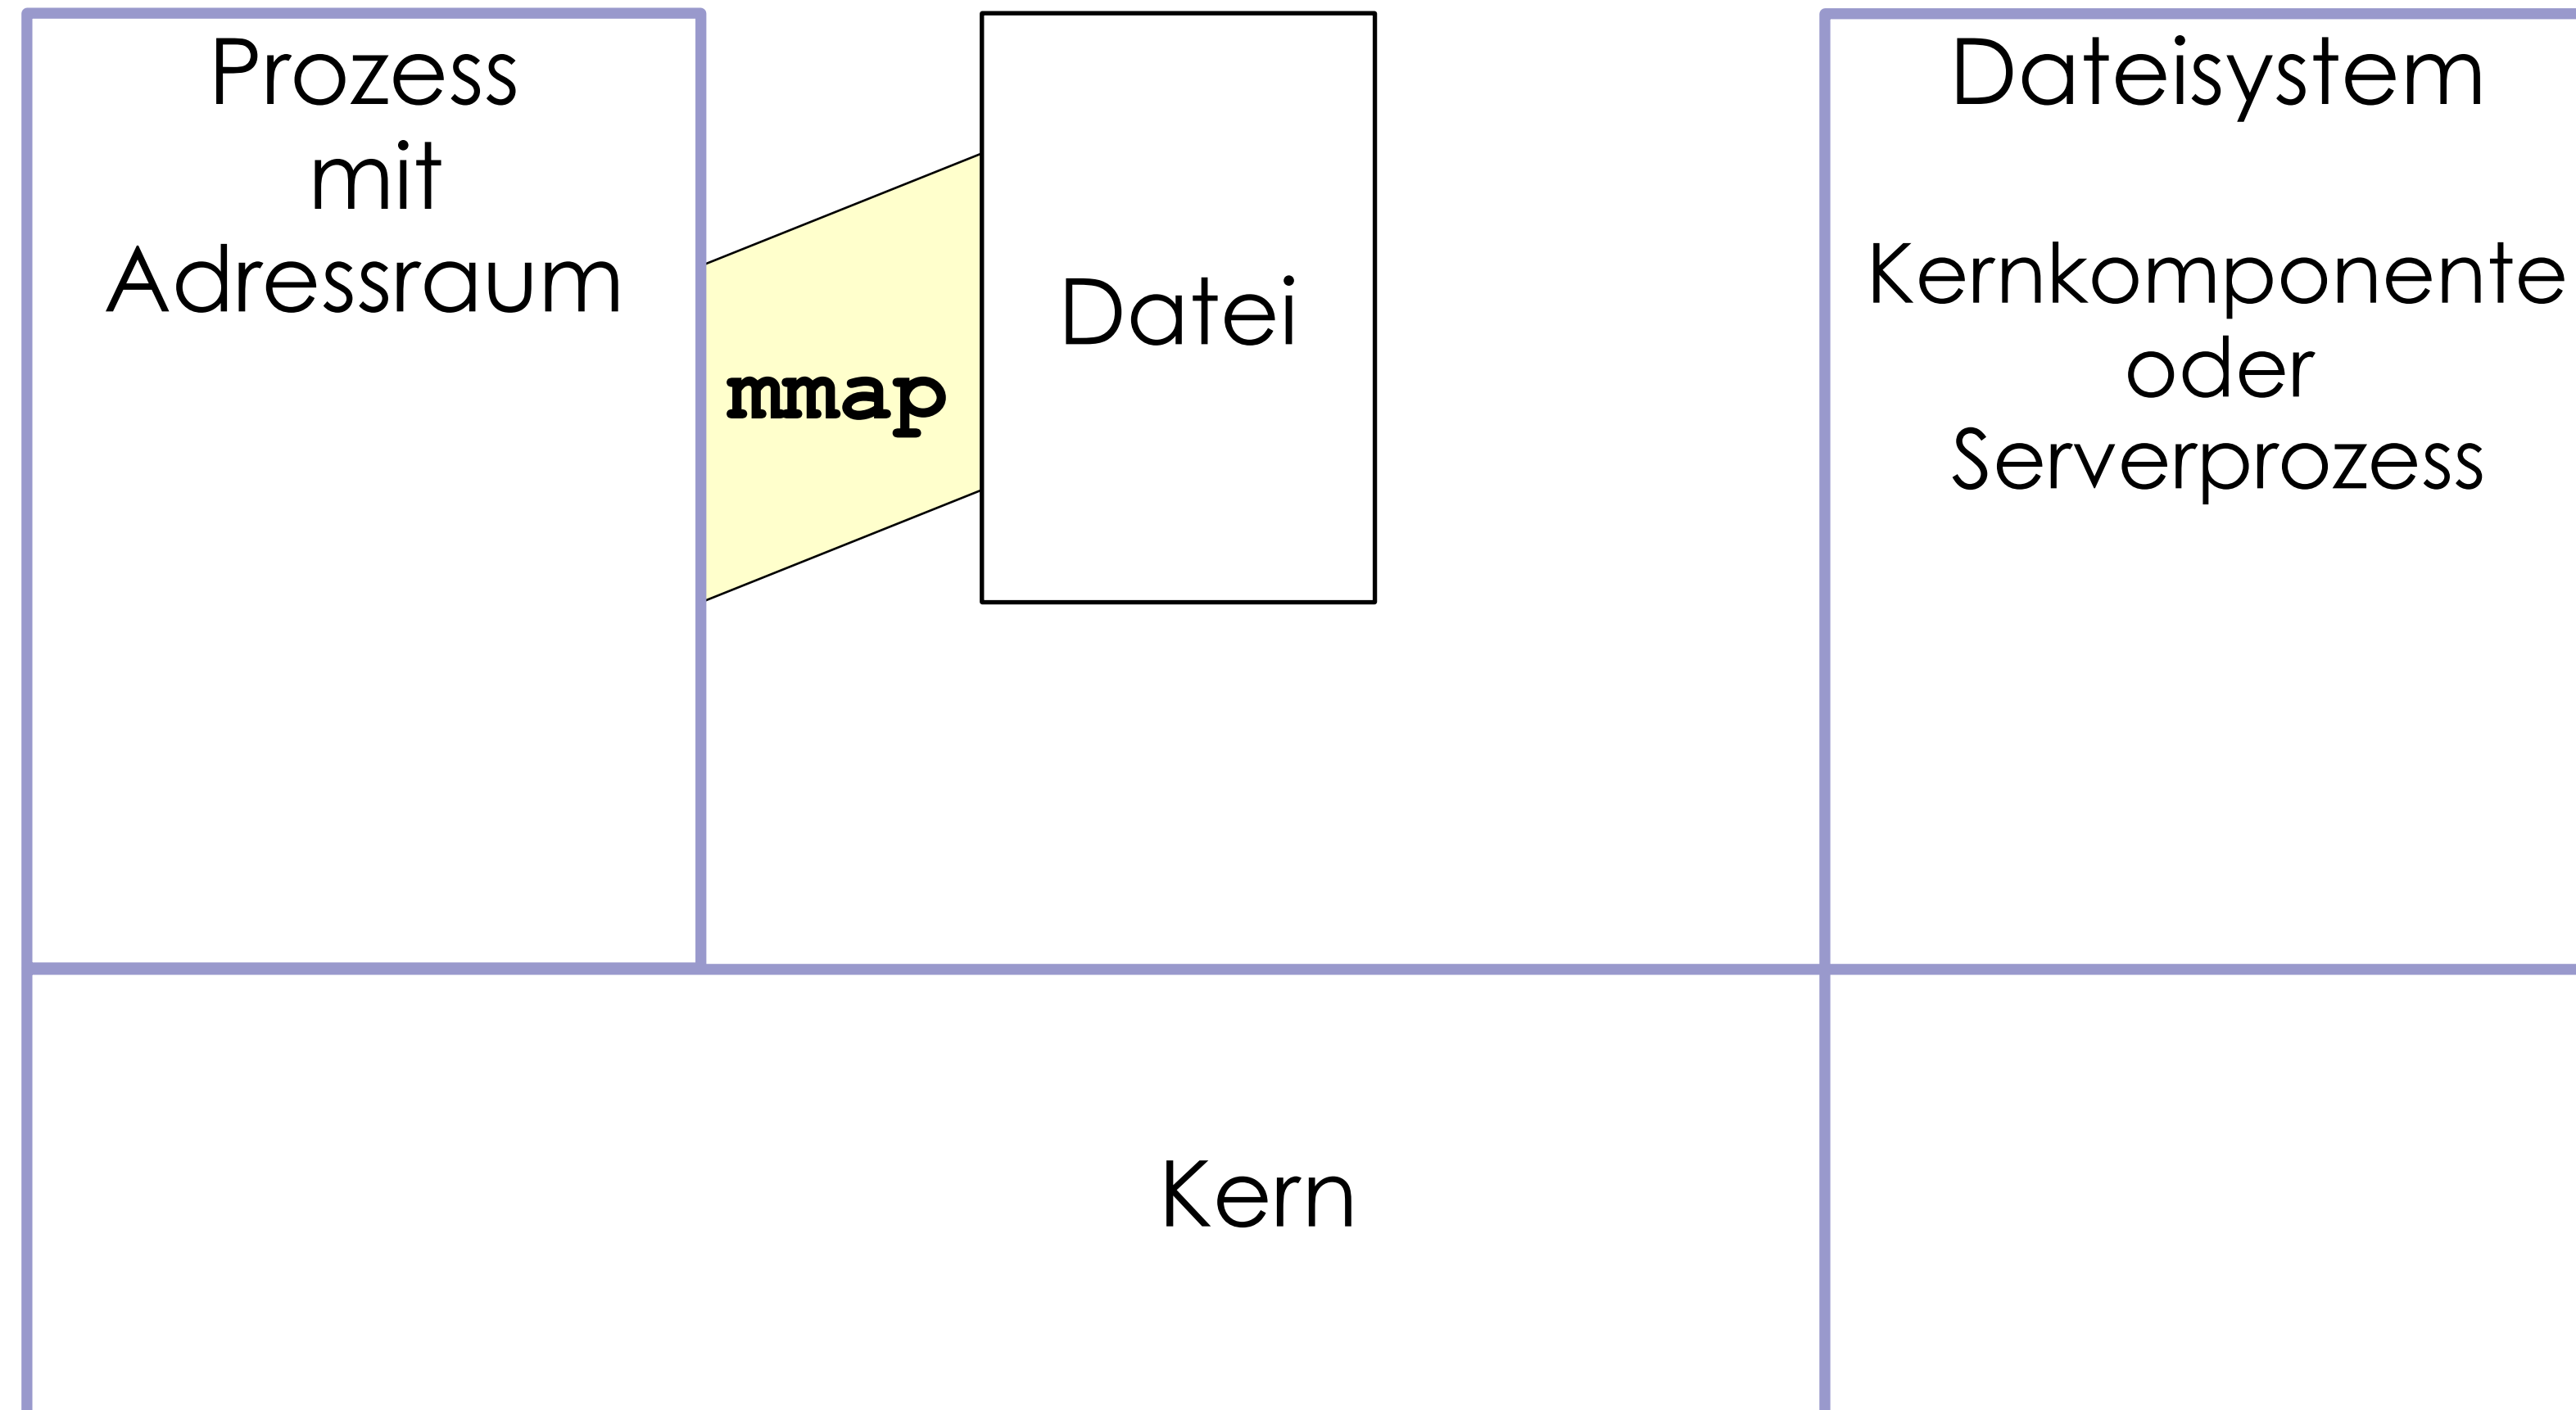 Prozess
mit
Adressraum
mmap
Datei
Dateisystem
Kernkomponente
oder
Serverprozess
Kern